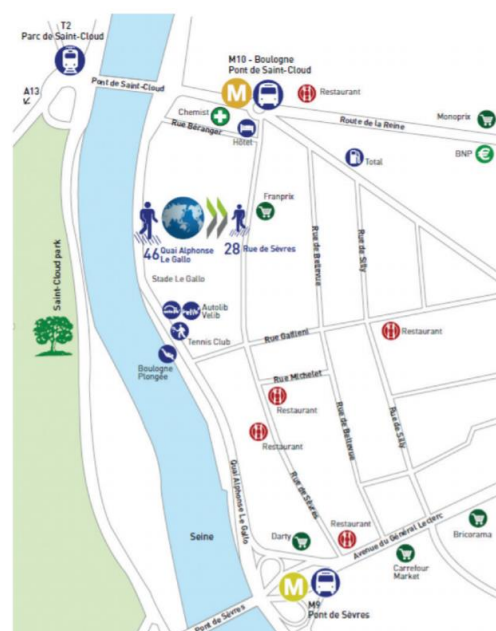 T2
Parc de Saint-Cloud
M10 - Boulogne
Pont de Saint-Cloud
A13
Pont de Saint-Cloud
M
Restaurant
Chemist
Rue Béranger
Hôtel
Route de la Reine
Monoprix
BNP
€
Total
Franprix
46 Quai Alphonse
Le Gallo
28 Rue de Sèvres
Rue de Bellevue
Rue de Silly
Saint-Cloud park
Stade Le Gallo
Autolib
Velib
Tennis Club
Boulogne
Plongée
Rue Gallieni
Restaurant
Rue Michelet
Restaurant
Restaurant
Rue de Bellevue
Rue de Silly
Quai Alphonse Le Gallo
Rue de Sèvres
Seine
Darty
Restaurant
Avenue du Général Leclerc
Bricorama
Carrefour
Market
M
M9
Pont de Sèvres
Pont de Sèvres